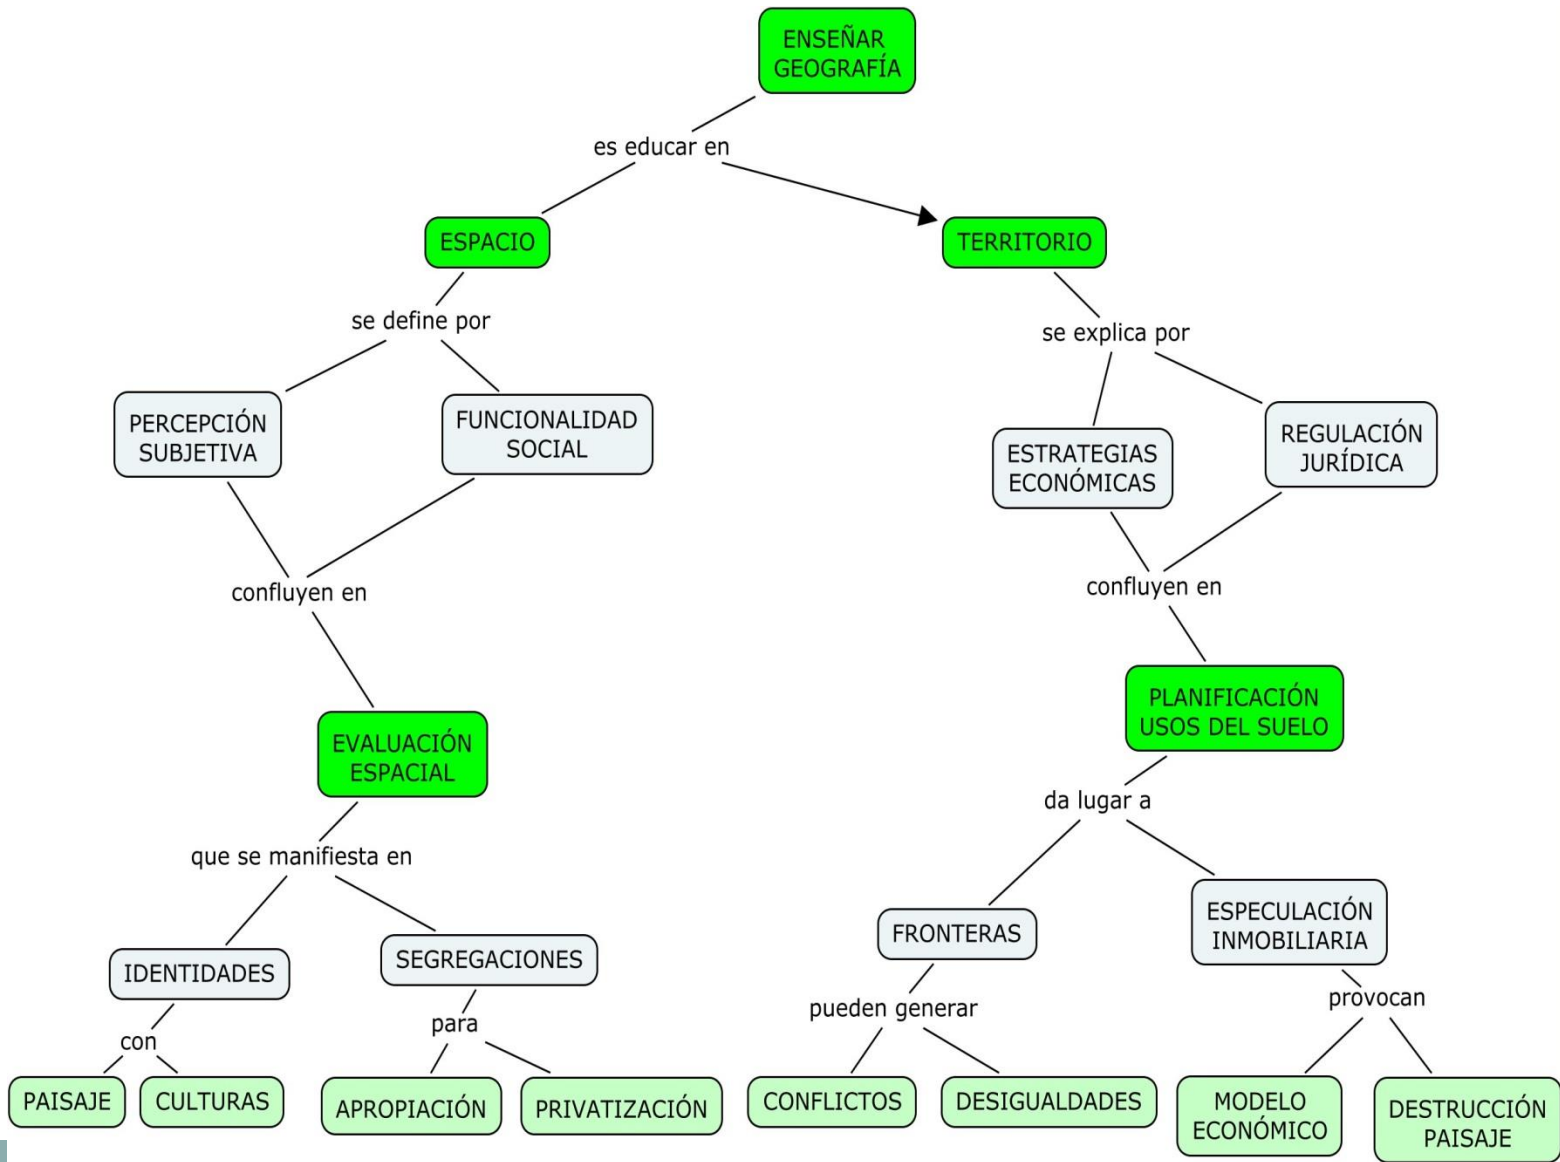 ENSEÑAR
GEOGRAFÍA
es educar en
ESPACIO
TERRITORIO
se define por
se explica por
PERCEPCIÓN
SUBJETIVA
FUNCIONALIDAD
SOCIAL
ESTRATEGIAS
ECONÓMICAS
REGULACIÓN
JURÍDICA
confluyen en
confluyen en
EVALUACIÓN
ESPACIAL
PLANIFICACIÓN
USOS DEL SUELO
que se manifiesta en
da lugar a
IDENTIDADES
SEGREGACIONES
FRONTERAS
ESPECULACIÓN
INMOBILIARIA
con
para
pueden generar
provocan
PAISAJE
CULTURAS
APROPIACIÓN
PRIVATIZACIÓN
CONFLICTOS
DESIGUALDADES
MODELO
ECONÓMICO
DESTRUCCIÓN
PAISAJE